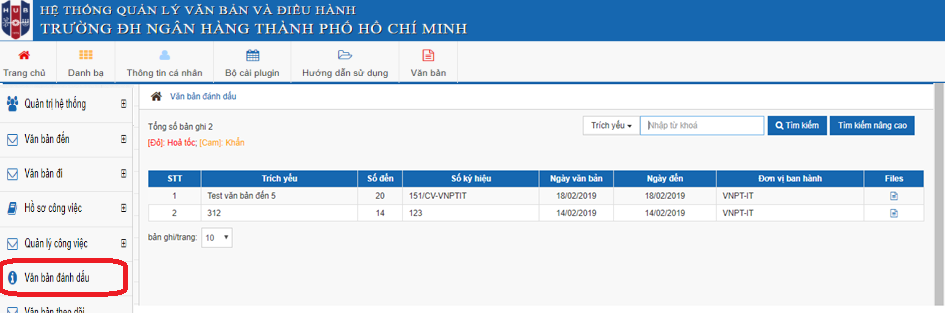 HUB
HỆ THỐNG QUẢN LÝ VĂN BẢN VÀ ĐIỀU HÀNH
TRƯỜNG ĐH NGÂN HÀNG THÀNH PHỐ HỒ CHÍ MINH
Trang chủ Danh bạ Thông tin cá nhân Bộ cài plugin Hướng dẫn sử dụng Văn bản
Quản trị hệ thống
Văn bản đến
Văn bản đi
Hồ sơ công việc
Quản lý công việc
Văn bản đánh dấu
Văn bản theo dõi
Văn bản đánh dấu
Tổng số bản ghi 2
[Đỏ]: Hoả tốc; [Cam]: Khẩn
Trích yếu Nhập từ khoá Tìm kiếm Tìm kiếm nâng cao
STT Trích yếu Số đến Số ký hiệu Ngày văn bản Ngày đến Đơn vị ban hành Files
1 Test văn bản đến 5 20 151/CV-VNPTIT 18/02/2019 18/02/2019 VNPT-IT
2 312 14 123 14/02/2019 14/02/2019 VNPT-IT
bản ghi/trang: 10